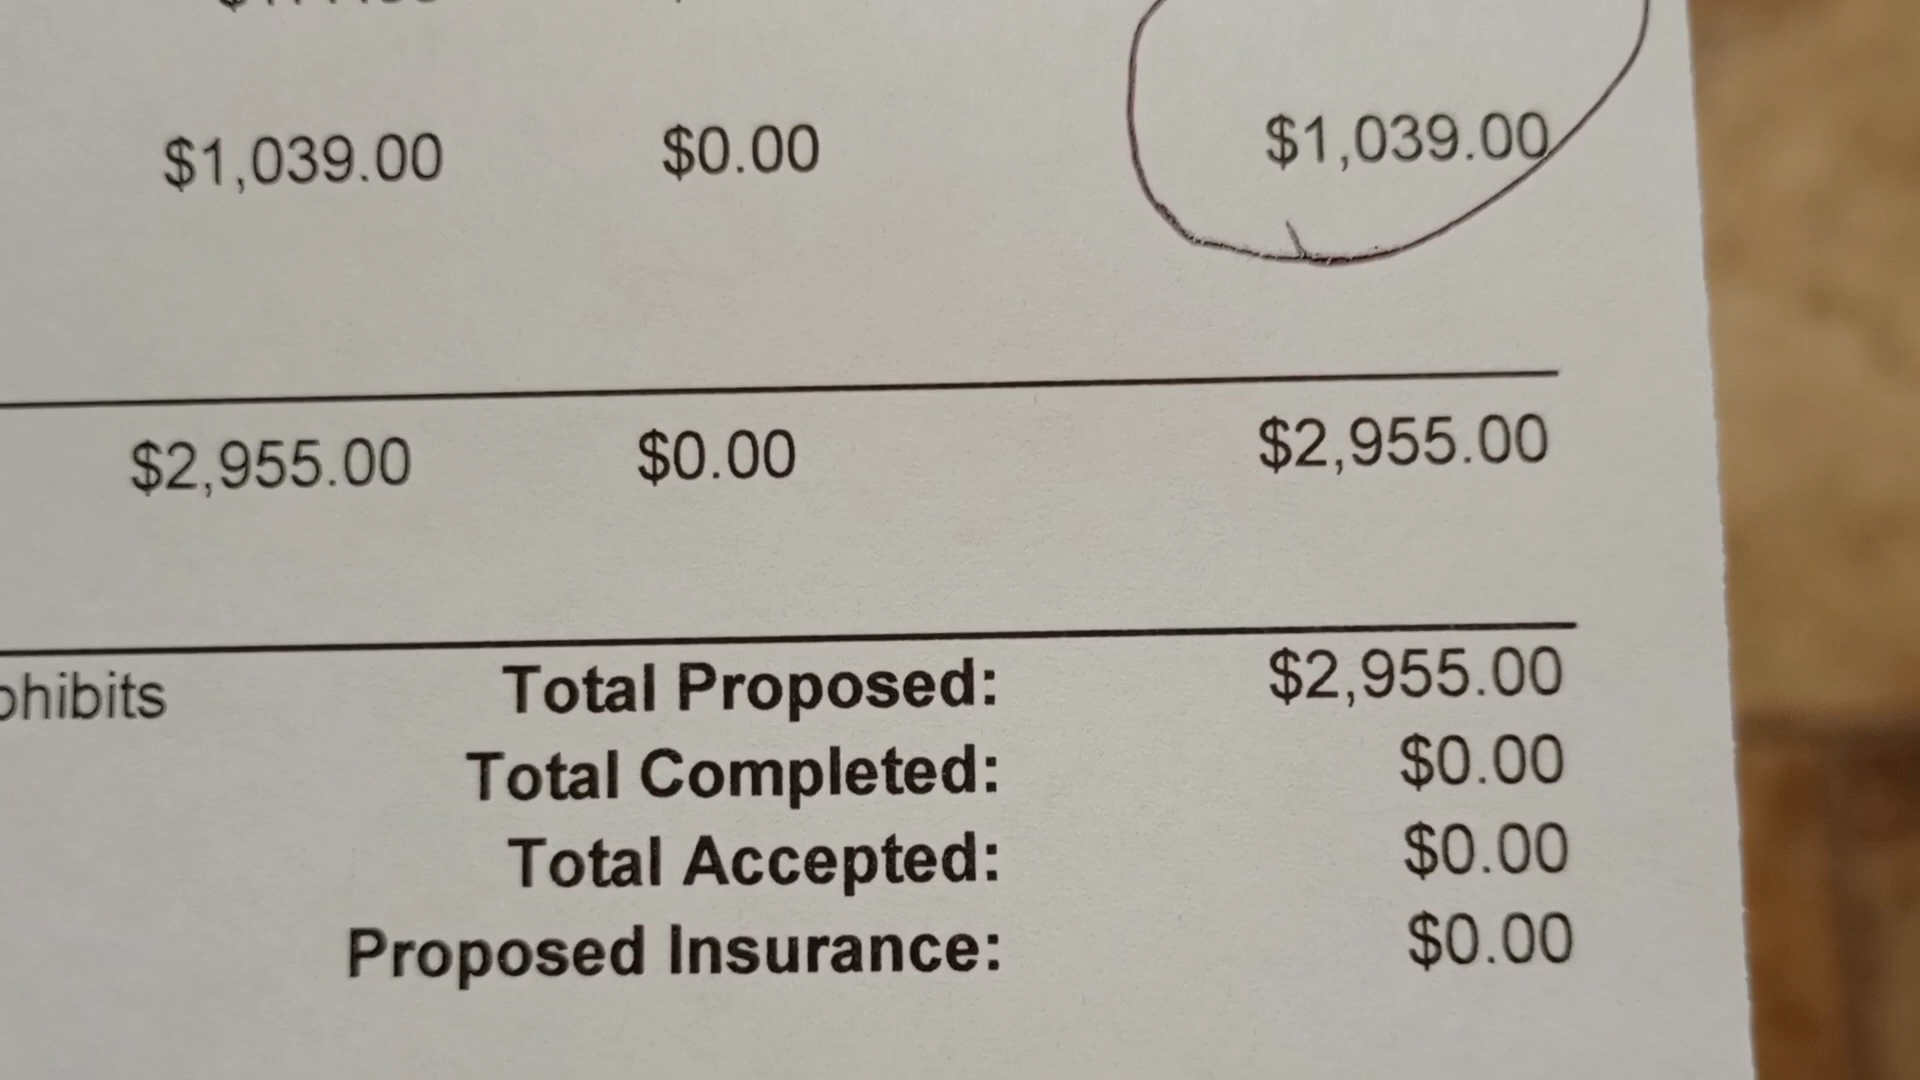 $1,039.00 $0.00 $1,039.00
$2,955.00 $0.00 $2,955.00
ohibits Total Proposed: $2,955.00
Total Completed: $0.00
Total Accepted: $0.00
Proposed Insurance: $0.00